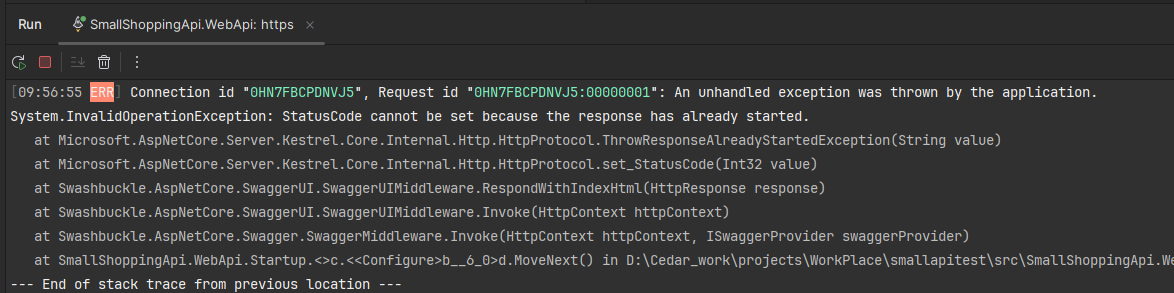 Run SmallShoppingApi.WebApi: https
[09:56:55 ERR] Connection id "0HN7FBCPDNVJ5", Request id "0HN7FBCPDNVJ5:00000001": An unhandled exception was thrown by the application.
System.InvalidOperationException: StatusCode cannot be set because the response has already started.
at Microsoft.AspNetCore.Server.Kestrel.Core.Internal.Http.HttpProtocol.ThrowResponseAlreadyStartedException(String value)
at Microsoft.AspNetCore.Server.Kestrel.Core.Internal.Http.HttpProtocol.set_StatusCode(Int32 value)
at Swashbuckle.AspNetCore.SwaggerUI.SwaggerUIMiddleware.RespondWithIndexHtml(HttpResponse response)
at Swashbuckle.AspNetCore.SwaggerUI.SwaggerUIMiddleware.Invoke(HttpContext httpContext)
at Swashbuckle.AspNetCore.Swagger.SwaggerMiddleware.Invoke(HttpContext httpContext, ISwaggerProvider swaggerProvider)
at SmallShoppingApi.WebApi.Startup.<>c.<<Configure>b__6_0>d.MoveNext() in D:\Cedar_work\projects\WorkPlace\smallapitest\src\SmallShoppingApi.We
--- End of stack trace from previous location ---